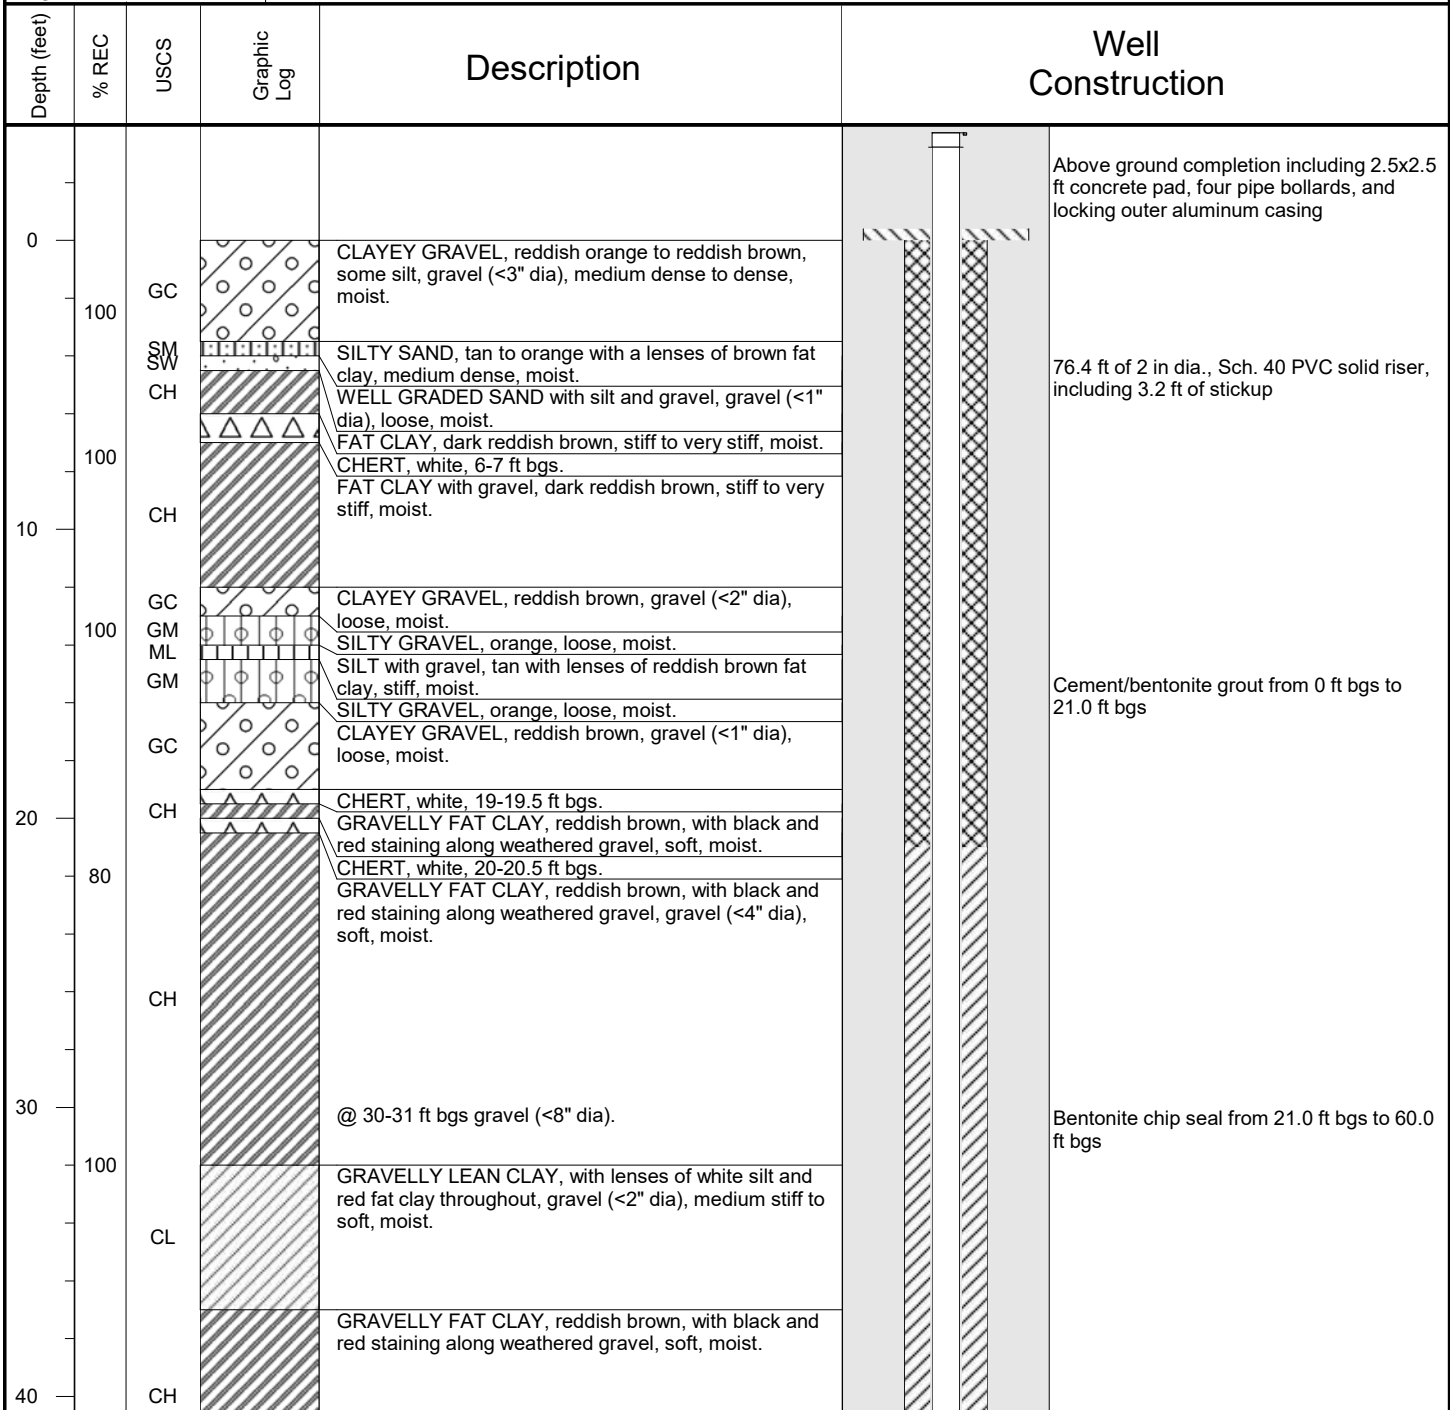 Depth (feet)
% REC
USCS
Graphic
Log
Description
Well
Construction
Above ground completion including 2.5x2.5
ft concrete pad, four pipe bollards, and
locking outer aluminum casing
0
CLAYEY GRAVEL, reddish orange to reddish brown,
some silt, gravel (<3" dia), medium dense to dense,
moist.
GC
100
SM
SILTY SAND, tan to orange with a lenses of brown fat
clay, medium dense, moist.
SW
76.4 ft of 2 in dia., Sch. 40 PVC solid riser,
including 3.2 ft of stickup
CH
WELL GRADED SAND with silt and gravel, gravel (<1"
dia), loose, moist.
FAT CLAY, dark reddish brown, stiff to very stiff, moist.
100
CHERT, white, 6-7 ft bgs.
FAT CLAY with gravel, dark reddish brown, stiff to very
stiff, moist.
CH
10
GC
CLAYEY GRAVEL, reddish brown, gravel (<2" dia),
loose, moist.
100
GM
SILTY GRAVEL, orange, loose, moist.
ML
SILT with gravel, tan with lenses of reddish brown fat
clay, stiff, moist.
GM
Cement/bentonite grout from 0 ft bgs to
21.0 ft bgs
SILTY GRAVEL, orange, loose, moist.
CLAYEY GRAVEL, reddish brown, gravel (<1" dia),
loose, moist.
GC
CHERT, white, 19-19.5 ft bgs.
CH
20
GRAVELLY FAT CLAY, reddish brown, with black and
red staining along weathered gravel, soft, moist.
CHERT, white, 20-20.5 ft bgs.
80
GRAVELLY FAT CLAY, reddish brown, with black and
red staining along weathered gravel, gravel (<4" dia),
soft, moist.
CH
30
@ 30-31 ft bgs gravel (<8" dia).
Bentonite chip seal from 21.0 ft bgs to 60.0
ft bgs
100
GRAVELLY LEAN CLAY, with lenses of white silt and
red fat clay throughout, gravel (<2" dia), medium stiff to
soft, moist.
CL
GRAVELLY FAT CLAY, reddish brown, with black and
red staining along weathered gravel, soft, moist.
40
CH